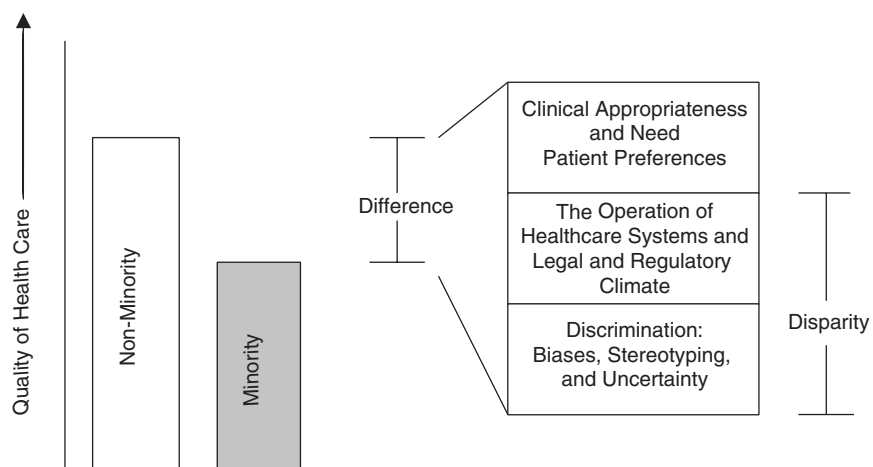 Quality of Health Care
Non-Minority
Minority
Difference
Clinical Appropriateness
and Need
Patient Preferences
The Operation of
Healthcare Systems and
Legal and Regulatory
Climate
Discrimination:
Biases, Stereotyping,
and Uncertainty
Disparity